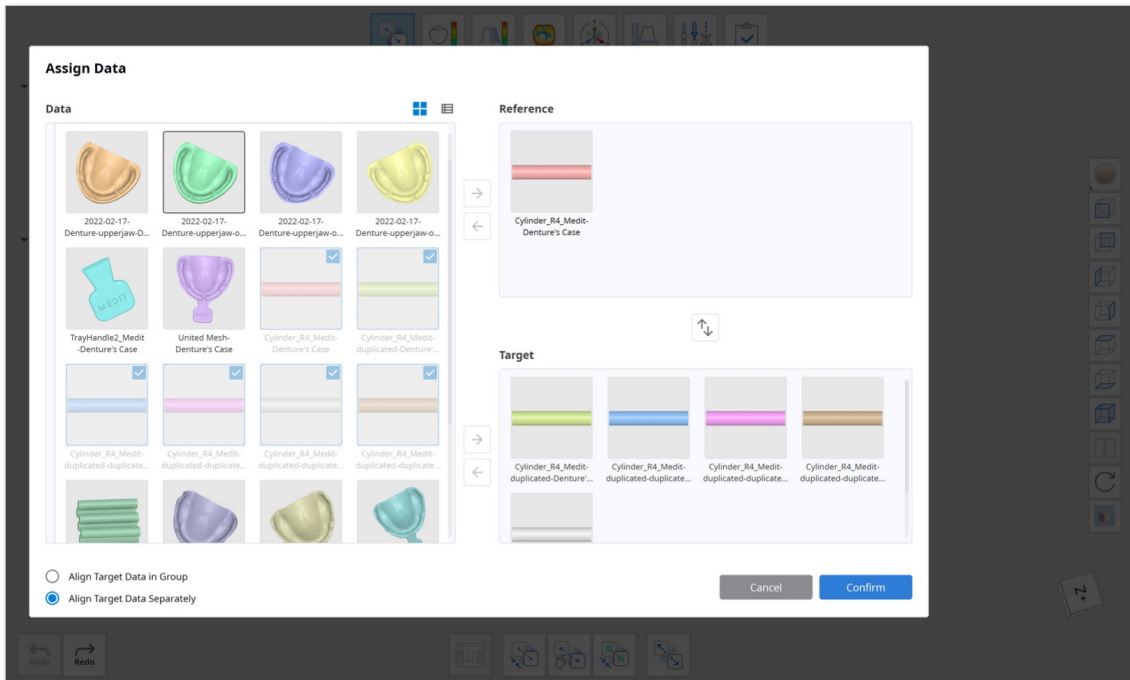 Assign Data
Data
Reference
2022-02-17-
Denture-upperjaw-D...
2022-02-17-
Denture-upperjaw-o...
2022-02-17-
Denture-upperjaw-o...
2022-02-17-
Denture-upperjaw-o...
Cylinder_R4_Medit-
Denture's Case
MEDIT
TrayHandle2_Medit
-Denture's Case
United Mesh-
Denture's Case
Cylinder_R4_Medit-
Denture's Case
Cylinder_R4_Medit-
duplicated-Denture'...
Target
Cylinder_R4_Medit-
duplicated-duplicate...
Cylinder_R4_Medit-
duplicated-duplicate...
Cylinder_R4_Medit-
duplicated-duplicate...
Cylinder_R4_Medit-
duplicated-duplicate...
Cylinder_R4_Medit-
duplicated-Denture'...
Cylinder_R4_Medit-
duplicated-duplicate...
Cylinder_R4_Medit-
duplicated-duplicate...
Cylinder_R4_Medit-
duplicated-duplicate...
Align Target Data in Group
Align Target Data Separately
Cancel
Confirm
Z+
Undo
Redo